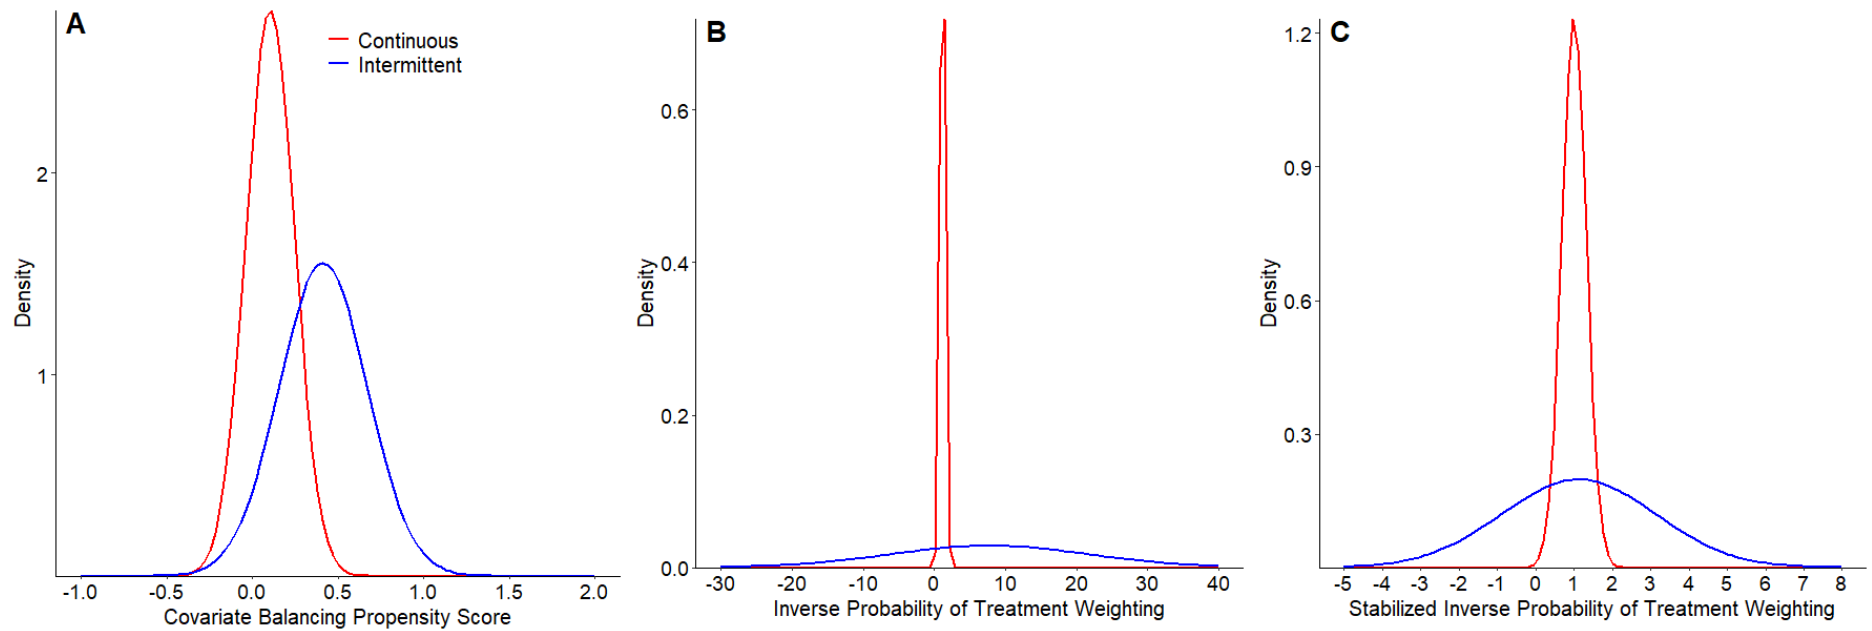 A
Continuous
Intermittent
2
1
Density
-1.0 -0.5 0.0 0.5 1.0 1.5 2.0
Covariate Balancing Propensity Score
B
0.6
0.4
0.2
0.0
Density
-30 -20 -10 0 10 20 30 40
Inverse Probability of Treatment Weighting
C
1.2
0.9
0.6
0.3
Density
-5 -4 -3 -2 -1 0 1 2 3 4 5 6 7 8
Stabilized Inverse Probability of Treatment Weighting